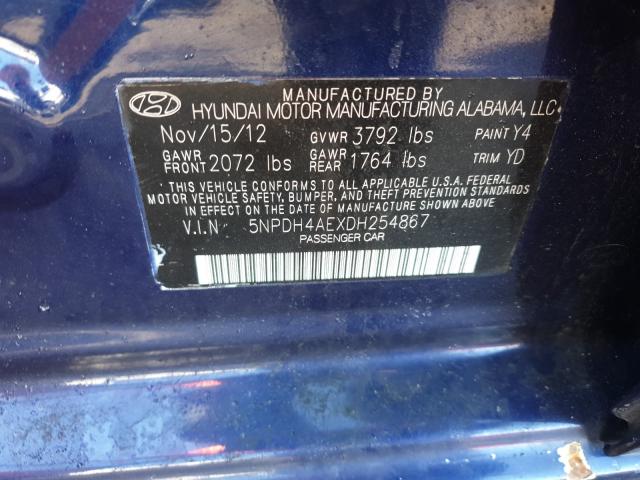 MANUFACTURED BY
HYUNDAI MOTOR MANUFACTURING ALABAMA, LLC.
Nov/15/12 GVWR 3792 lbs PAINT Y4
GAWR FRONT 2072 lbs GAWR REAR 1764 lbs TRIM YD
THIS VEHICLE CONFORMS TO ALL APPLICABLE U.S.A. FEDERAL
MOTOR VEHICLE SAFETY, BUMPER, AND THEFT PREVENTION STANDARDS
IN EFFECT ON THE DATE OF MANUFACTURE SHOWN ABOVE.
V.I.N 5NPDH4AEXDH254867
PASSENGER CAR